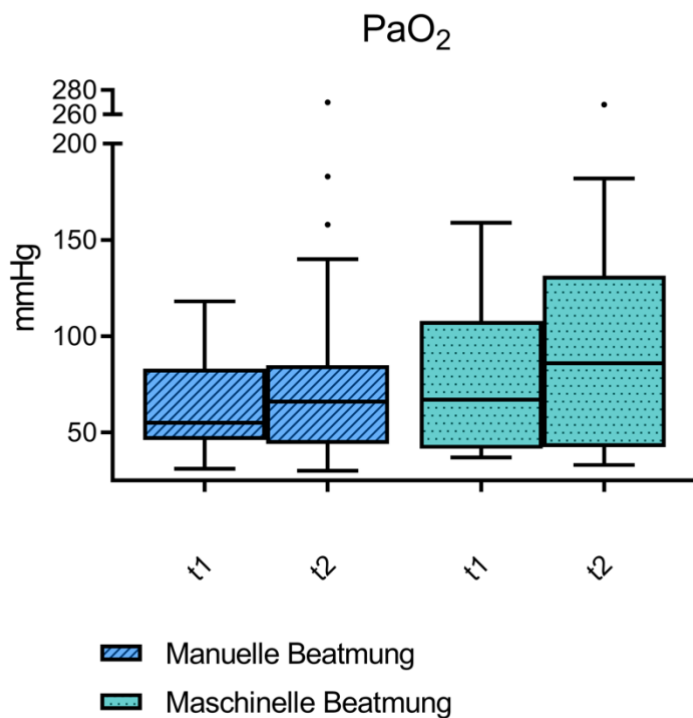 PaO₂
280
260
200
150
100
50
mmHg
t1
t2
t1
t2
Manuelle Beatmung
Maschinelle Beatmung